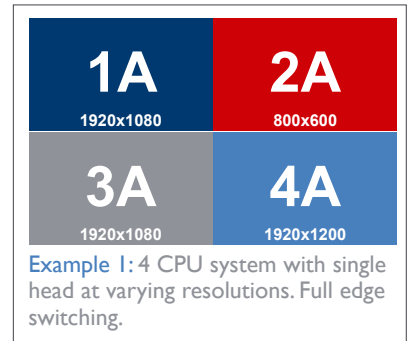 1A 2A
1920x1080 800x600
3A 4A
1920x1080 1920x1200
Example 1: 4 CPU system with single
head at varying resolutions. Full edge
switching.